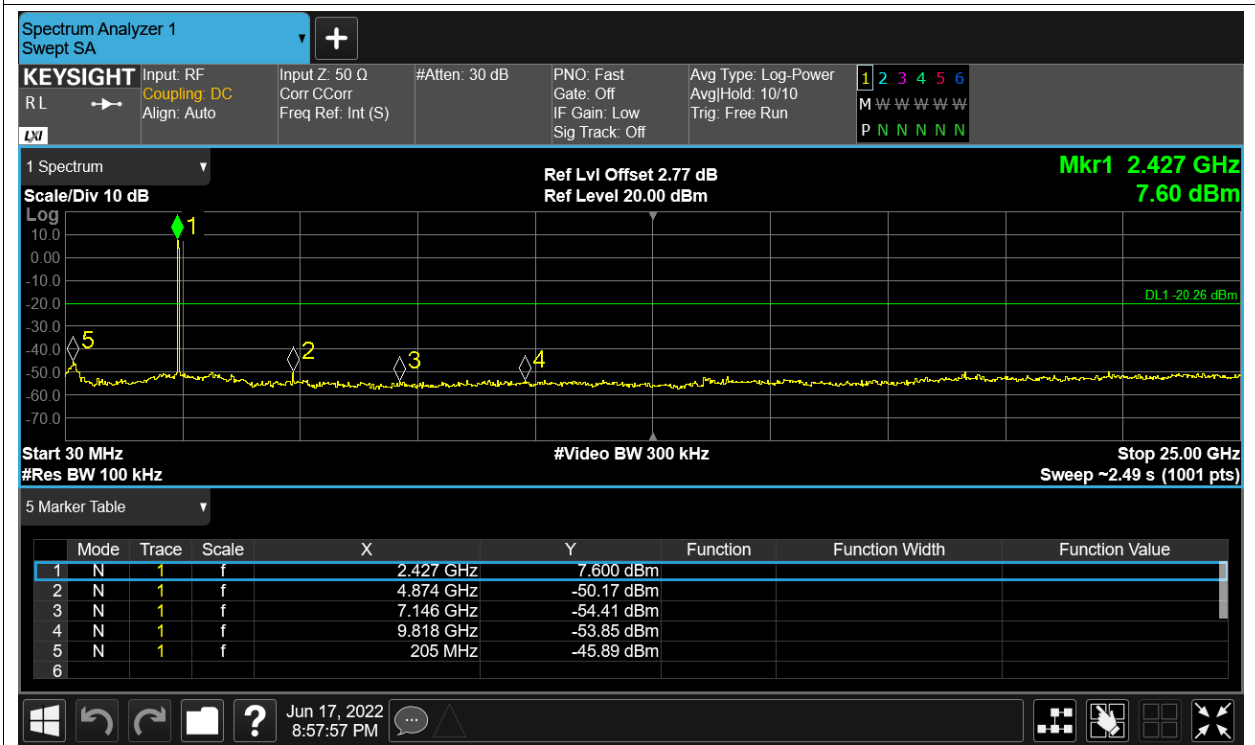 Spectrum Analyzer 1
Swept SA
+
KEYSIGHT Input: RF Input Z: 50 Ω #Atten: 30 dB PNO: Fast Avg Type: Log-Power 1 2 3 4 5 6
R L Coupling: DC Corr CCorr Gate: Off Avg|Hold: 10/10 M W W W W W
Align: Auto Freq Ref: Int (S) IF Gain: Low Trig: Free Run
LXI Sig Track: Off P N N N N N
1 Spectrum Ref Lvl Offset 2.77 dB Mkr1 2.427 GHz
Scale/Div 10 dB Ref Level 20.00 dBm 7.60 dBm
Log
1
10.0
0.00
-10.0
-20.0 DL1 -20.26 dBm
-30.0
5
-40.0 2 3 4
-50.0
-60.0
-70.0
Start 30 MHz #Video BW 300 kHz Stop 25.00 GHz
#Res BW 100 kHz Sweep ~2.49 s (1001 pts)
5 Marker Table
Mode Trace Scale X Y Function Function Width Function Value
1 N 1 f 2.427 GHz 7.600 dBm
2 N 1 f 4.874 GHz -50.17 dBm
3 N 1 f 7.146 GHz -54.41 dBm
4 N 1 f 9.818 GHz -53.85 dBm
5 N 1 f 205 MHz -45.89 dBm
6
? Jun 17, 2022
8:57:57 PM